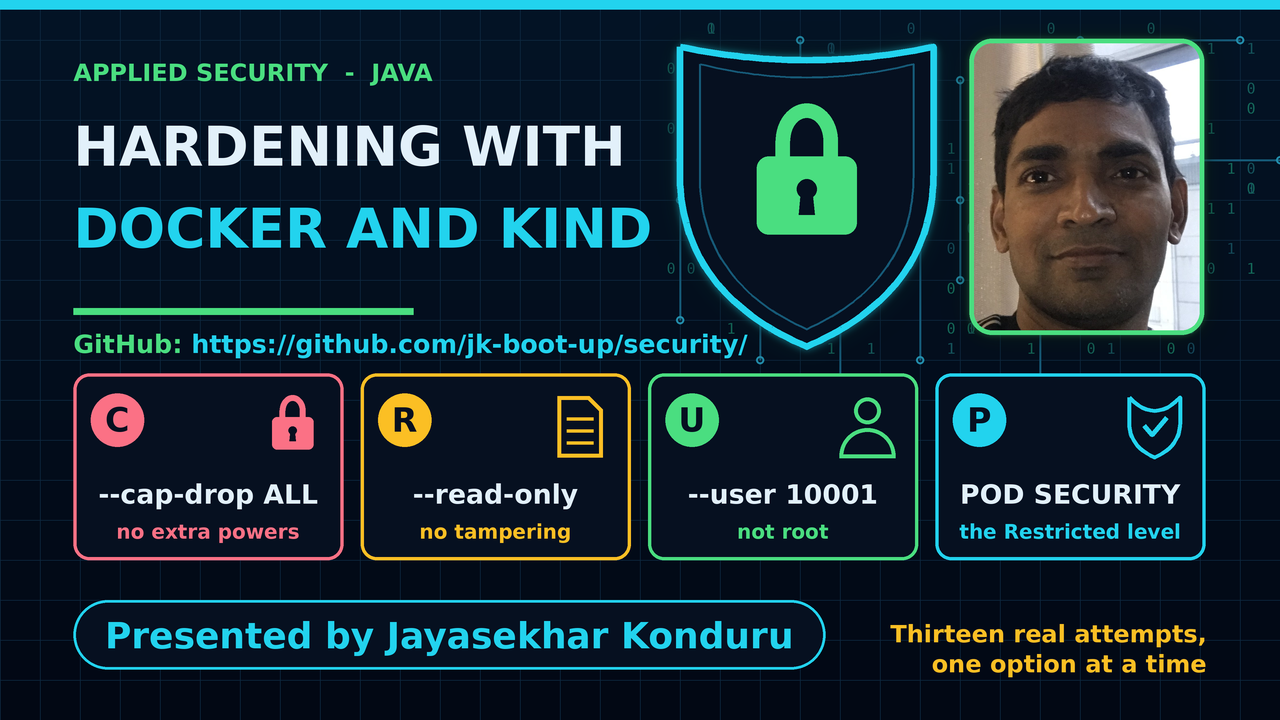 APPLIED SECURITY - JAVA
HARDENING WITH
DOCKER AND KIND
GitHub: https://github.com/jk-boot-up/security/
C
--cap-drop ALL
no extra powers
R
--read-only
no tampering
U
--user 10001
not root
P
POD SECURITY
the Restricted level
Presented by Jayasekhar Konduru
Thirteen real attempts,
one option at a time